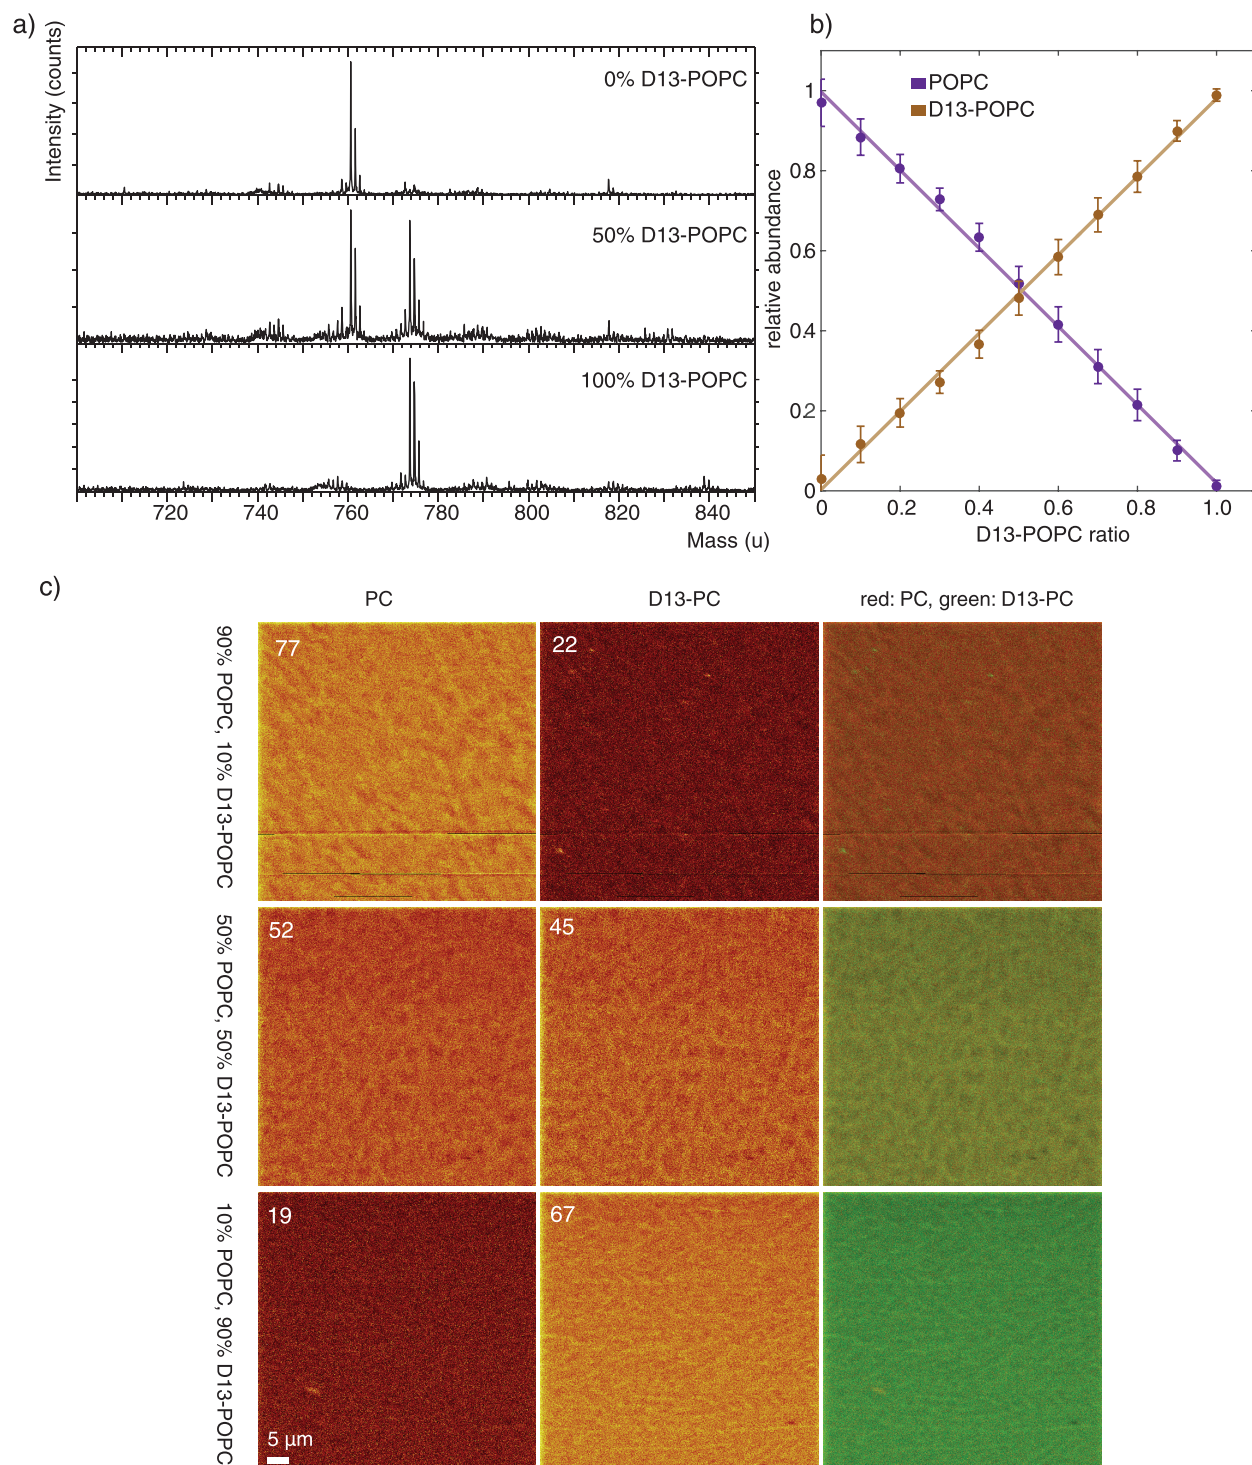 a)
Intensity (counts)
0% D13-POPC
50% D13-POPC
100% D13-POPC
720 740 760 780 800 820 840
Mass (u)
b)
relative abundance
1
0.8
0.6
0.4
02
0
POPC
D13-POPC
0 0.2 0.4 0.6 0.8 1.0
D13-POPC ratio
c)
PC D13-PC red: PC, green: D13-PC
90% POPC, 10% D13-POPC
77 22
50% POPC, 50% D13-POPC
52 45
10% POPC, 90% D13-POPC
19 67
5 µm